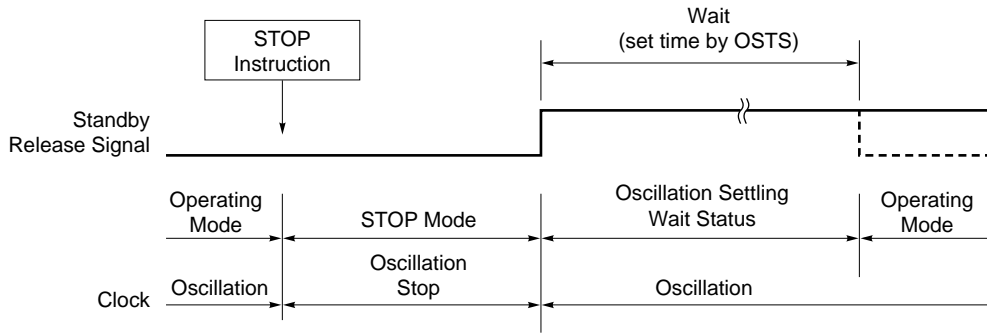 Wait
(set time by OSTS)
STOP
Instruction
Standby
Release Signal
Operating
Mode
STOP Mode
Oscillation Settling
Wait Status
Operating
Mode
Clock
Oscillation
Oscillation
Stop
Oscillation